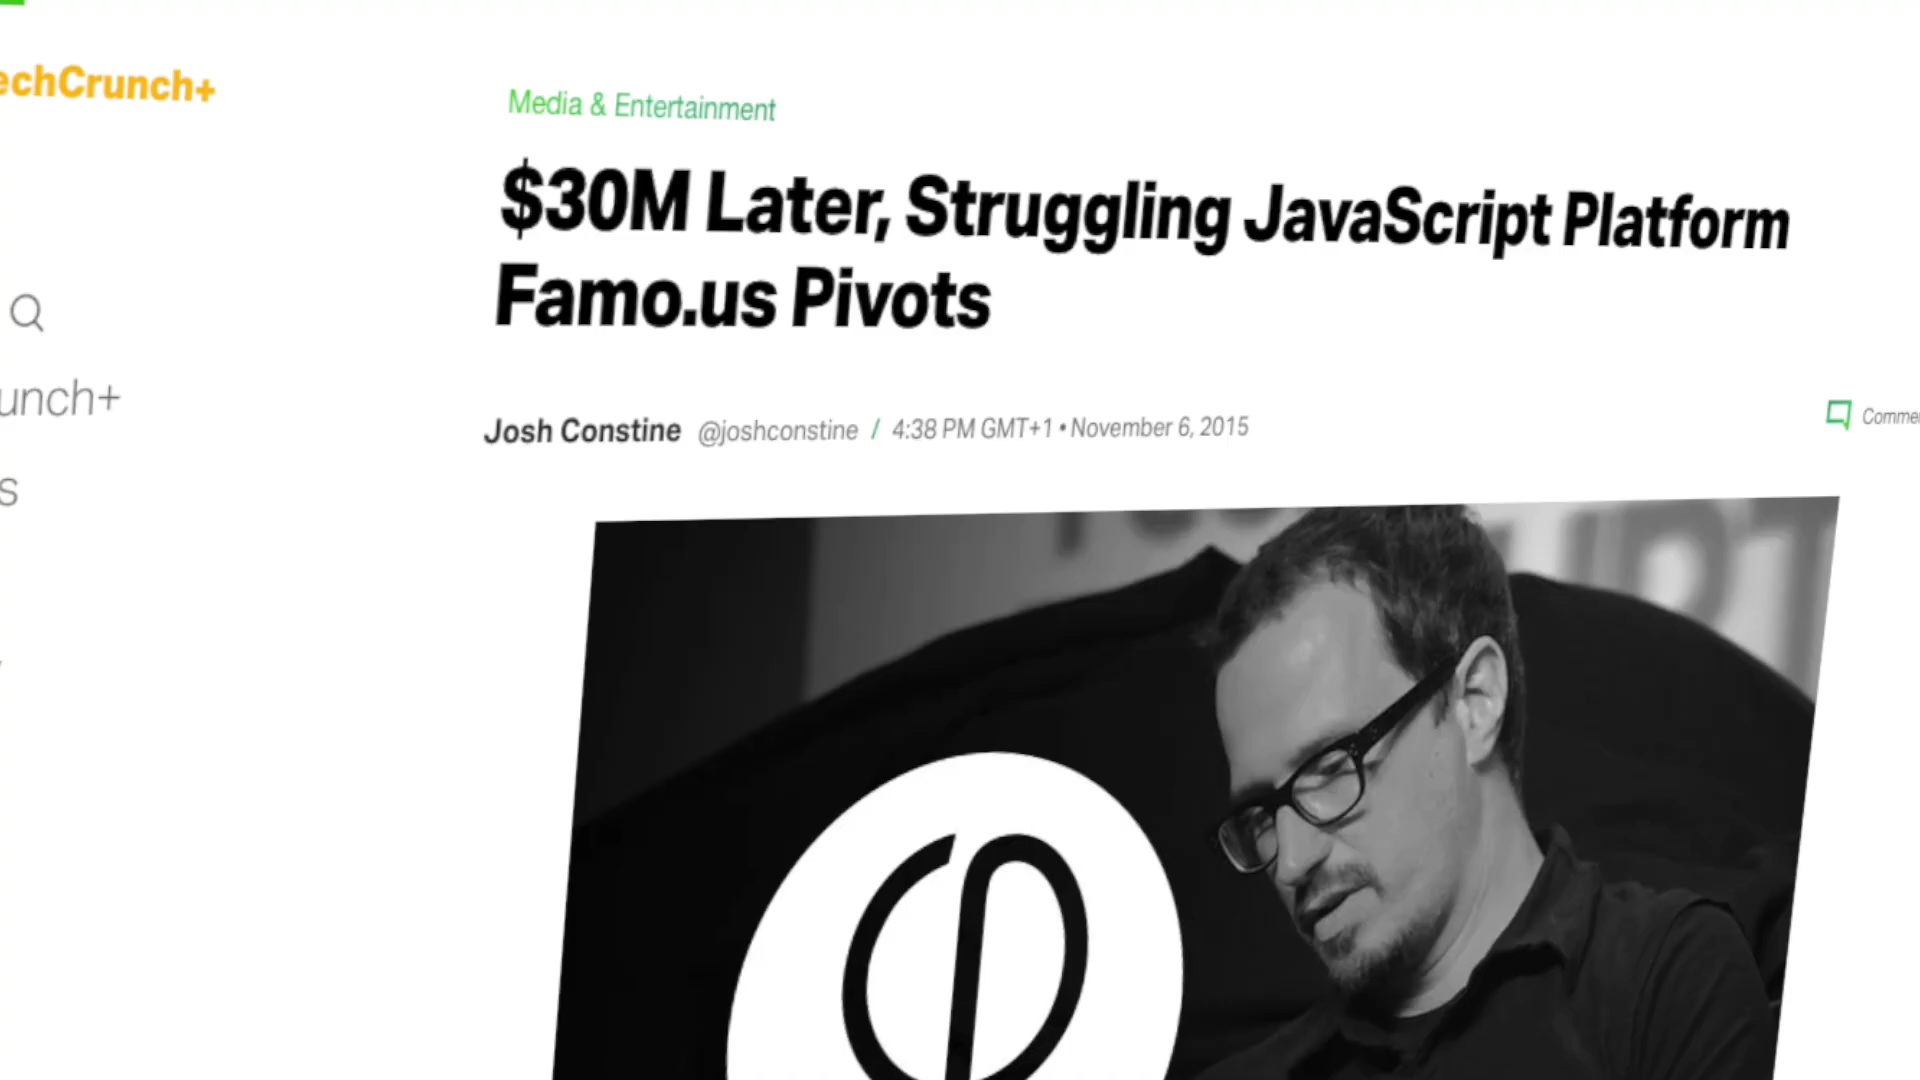 echCrunch+
Media & Entertainment
$30M Later, Struggling JavaScript Platform
Famo.us Pivots
unch+
Josh Constine @joshconstine / 4:38 PM GMT+1 • November 6, 2015
Comme
s